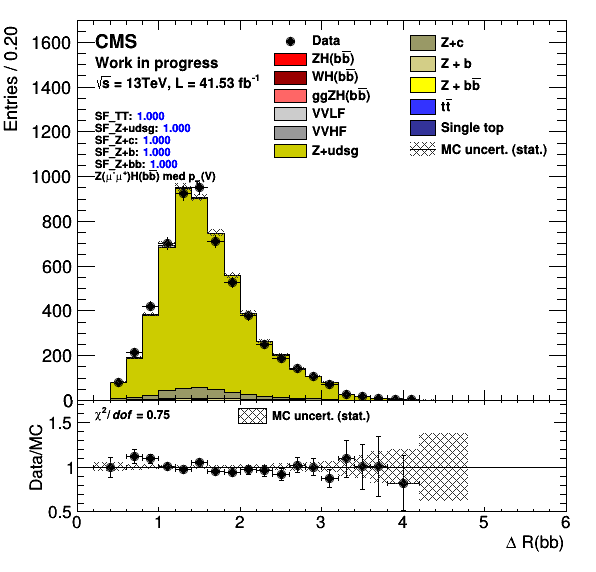 CMS
Work in progress
√s = 13TeV, L = 41.53 fb⁻¹
SF_TT: 1.000
SF_Z+udsg: 1.000
SF_Z+c: 1.000
SF_Z+b: 1.000
SF_Z+bb: 1.000
Z(μ⁻μ⁺)H(bb̅) med p_T(V)
Data
ZH(bb̅)
WH(bb̅)
ggZH(bb̅)
VVLF
VVHF
Z+udsg
Z+c
Z + b
Z + bb̅
tt̅
Single top
MC uncert. (stat.)
Entries / 0.20
1600
1400
1200
1000
800
600
400
200
0
χ²/dof = 0.75
MC uncert. (stat.)
Data/MC
1.5
1
0.5
0 1 2 3 4 5 6
Δ R(bb)